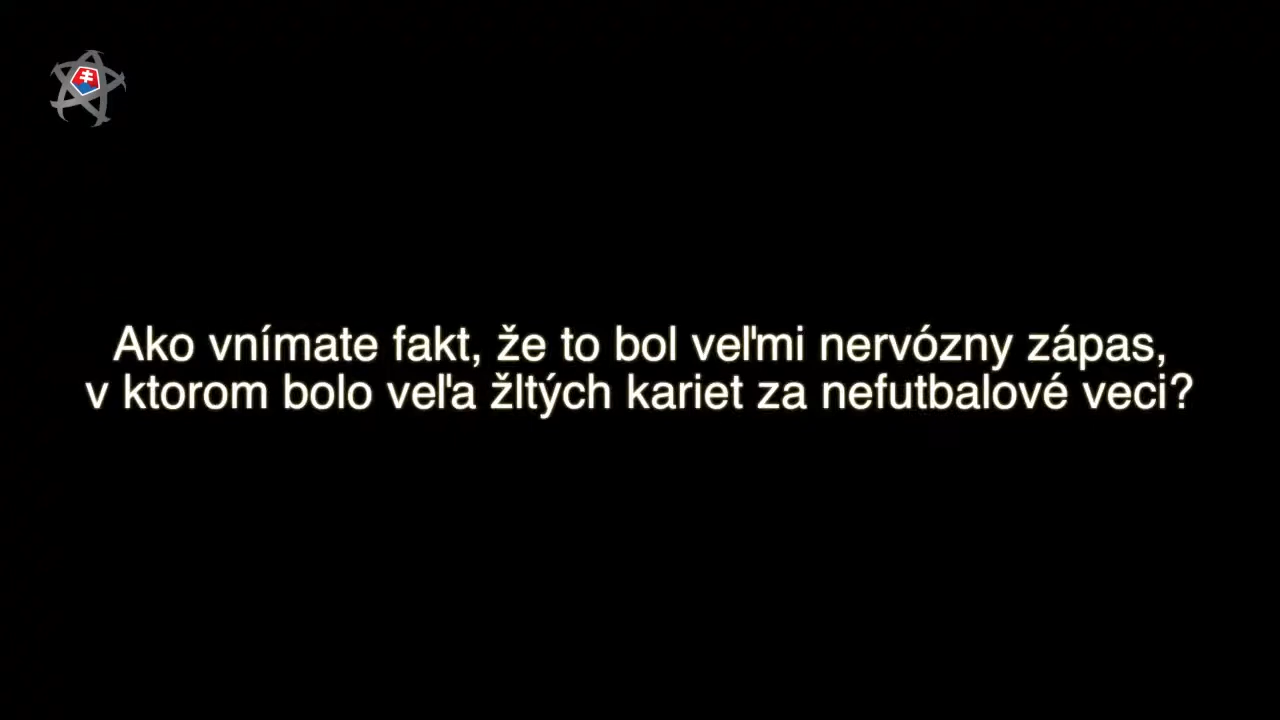 Ako vnímate fakt, že to bol veľmi nervózny zápas,
v ktorom bolo veľa žltých kariet za nefutbalové veci?